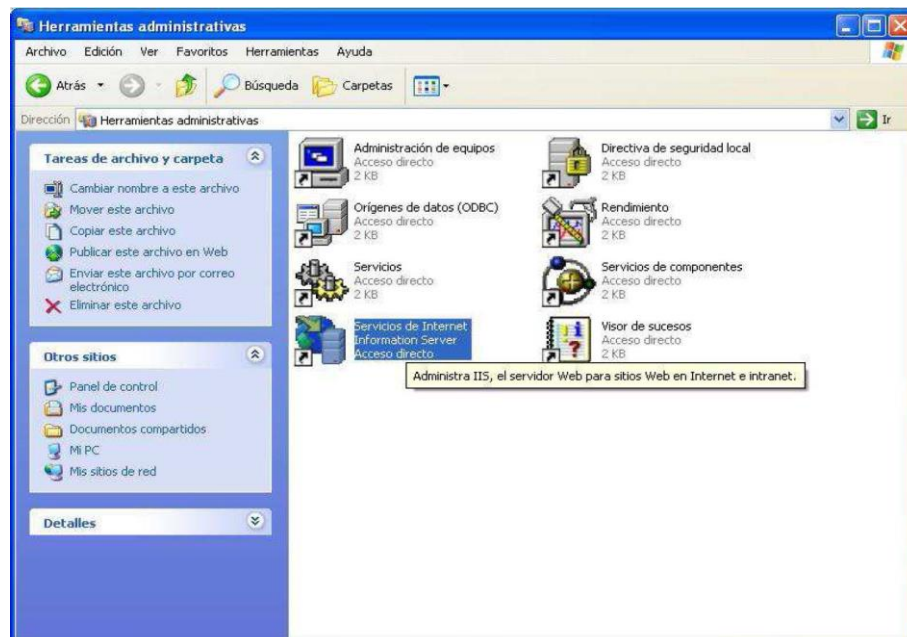 Herramientas administrativas
Archivo Edición Ver Favoritos Herramientas Ayuda
Atrás Búsqueda Carpetas
Dirección Herramientas administrativas Ir
Tareas de archivo y carpeta
Cambiar nombre a este archivo
Mover este archivo
Copiar este archivo
Publicar este archivo en Web
Enviar este archivo por correo
electrónico
Eliminar este archivo
Otros sitios
Panel de control
Mis documentos
Documentos compartidos
Mi PC
Mis sitios de red
Detalles
Administración de equipos
Acceso directo
2 KB
Directiva de seguridad local
Acceso directo
2 KB
Orígenes de datos (ODBC)
Acceso directo
2 KB
Rendimiento
Acceso directo
2 KB
Servicios
Acceso directo
2 KB
Servicios de componentes
Acceso directo
2 KB
Servicios de Internet
Information Server
Acceso directo
Visor de sucesos
Acceso directo
2 KB
Administra IIS, el servidor Web para sitios Web en Internet e intranet.